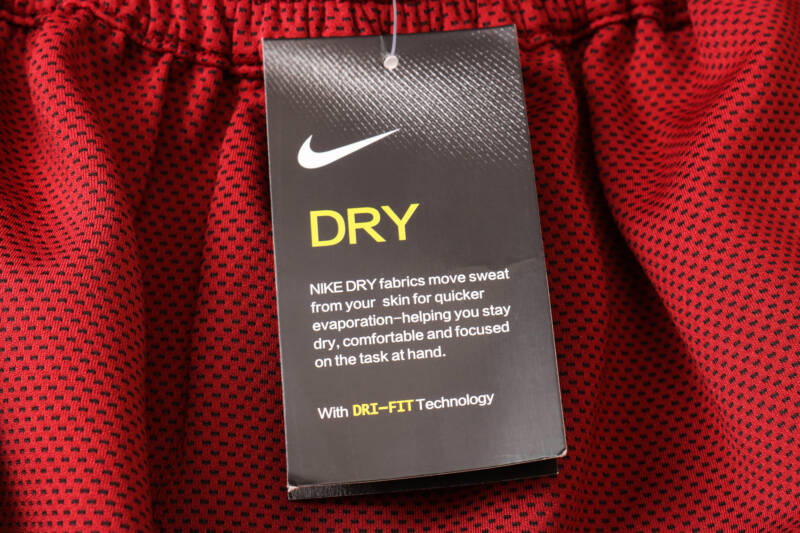 DRY
NIKE DRY fabrics move sweat
from your skin for quicker
evaporation-helping you stay
dry, comfortable and focused
on the task at hand.
With DRI-FIT Technology